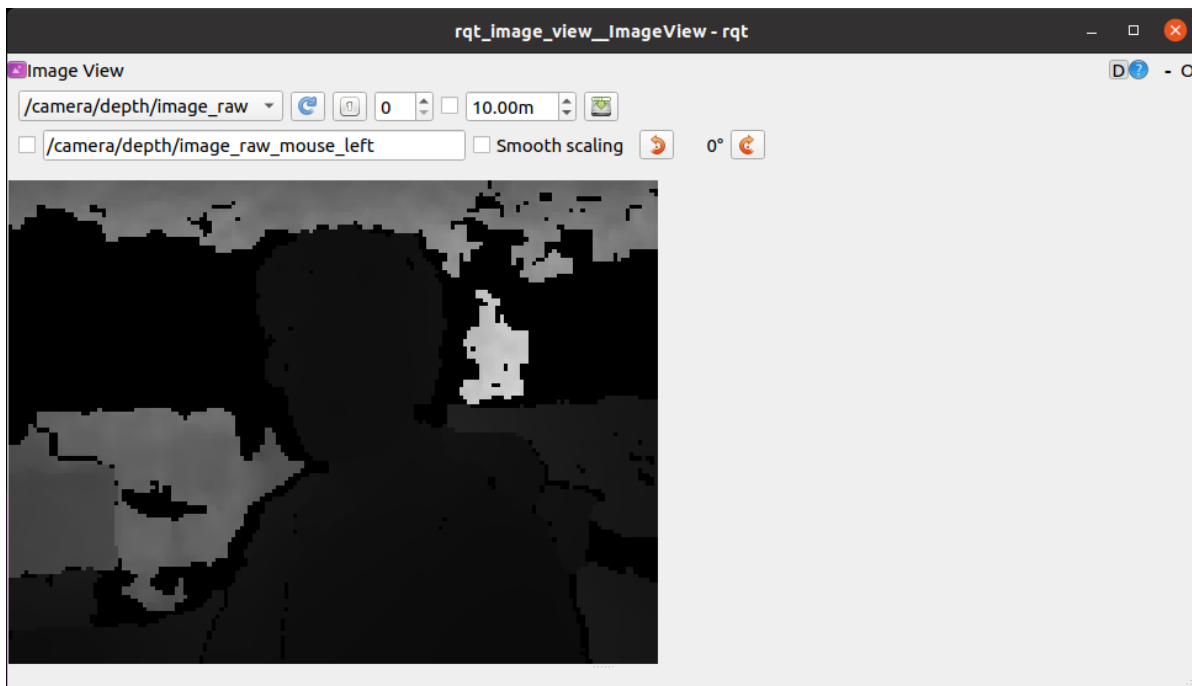 rqt_image_view__ImageView - rqt
Image View
D ? - O
/camera/depth/image_raw 0 10.00m
/camera/depth/image_raw_mouse_left Smooth scaling 0°